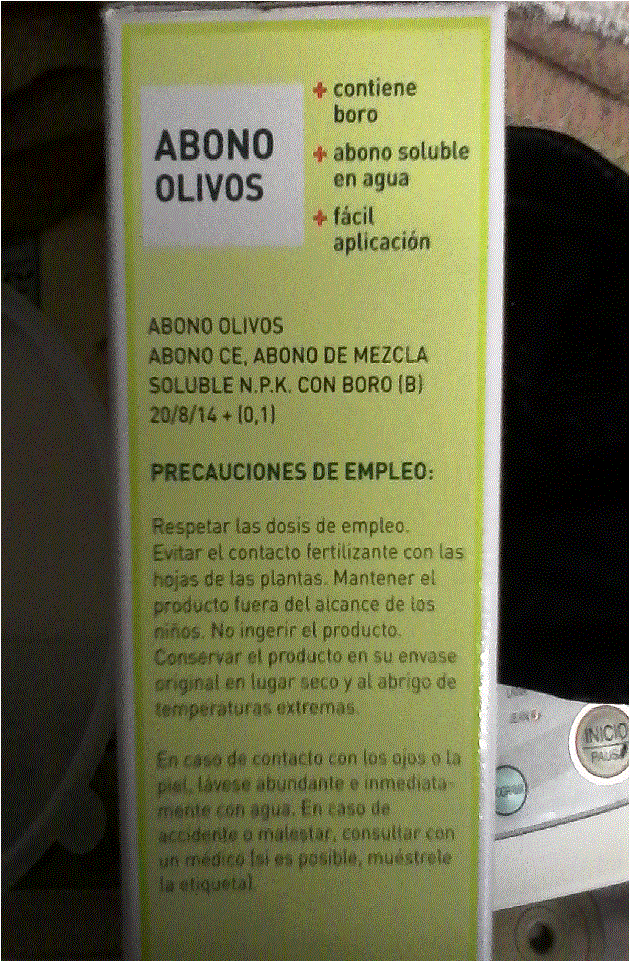 ABONO
OLIVOS
+ contiene
boro
+ abono soluble
en agua
+ fácil
aplicación
ABONO OLIVOS
ABONO CE, ABONO DE MEZCLA
SOLUBLE N.P.K. CON BORO (B)
20/8/14 + (0,1)
PRECAUCIONES DE EMPLEO:
Respetar las dosis de empleo.
Evitar el contacto fertilizante con las
hojas de las plantas. Mantener el
producto fuera del alcance de los
niños. No ingerir el producto.
Conservar el producto en su envase
original en lugar seco y al abrigo de
temperaturas extremas.
En caso de contacto con los ojos o la
piel, lávese abundante e inmediata-
mente con agua. En caso de
accidente o malestar, consultar con
un médico (si es posible, muéstrele
la etiqueta)
INICIO
PAUSA